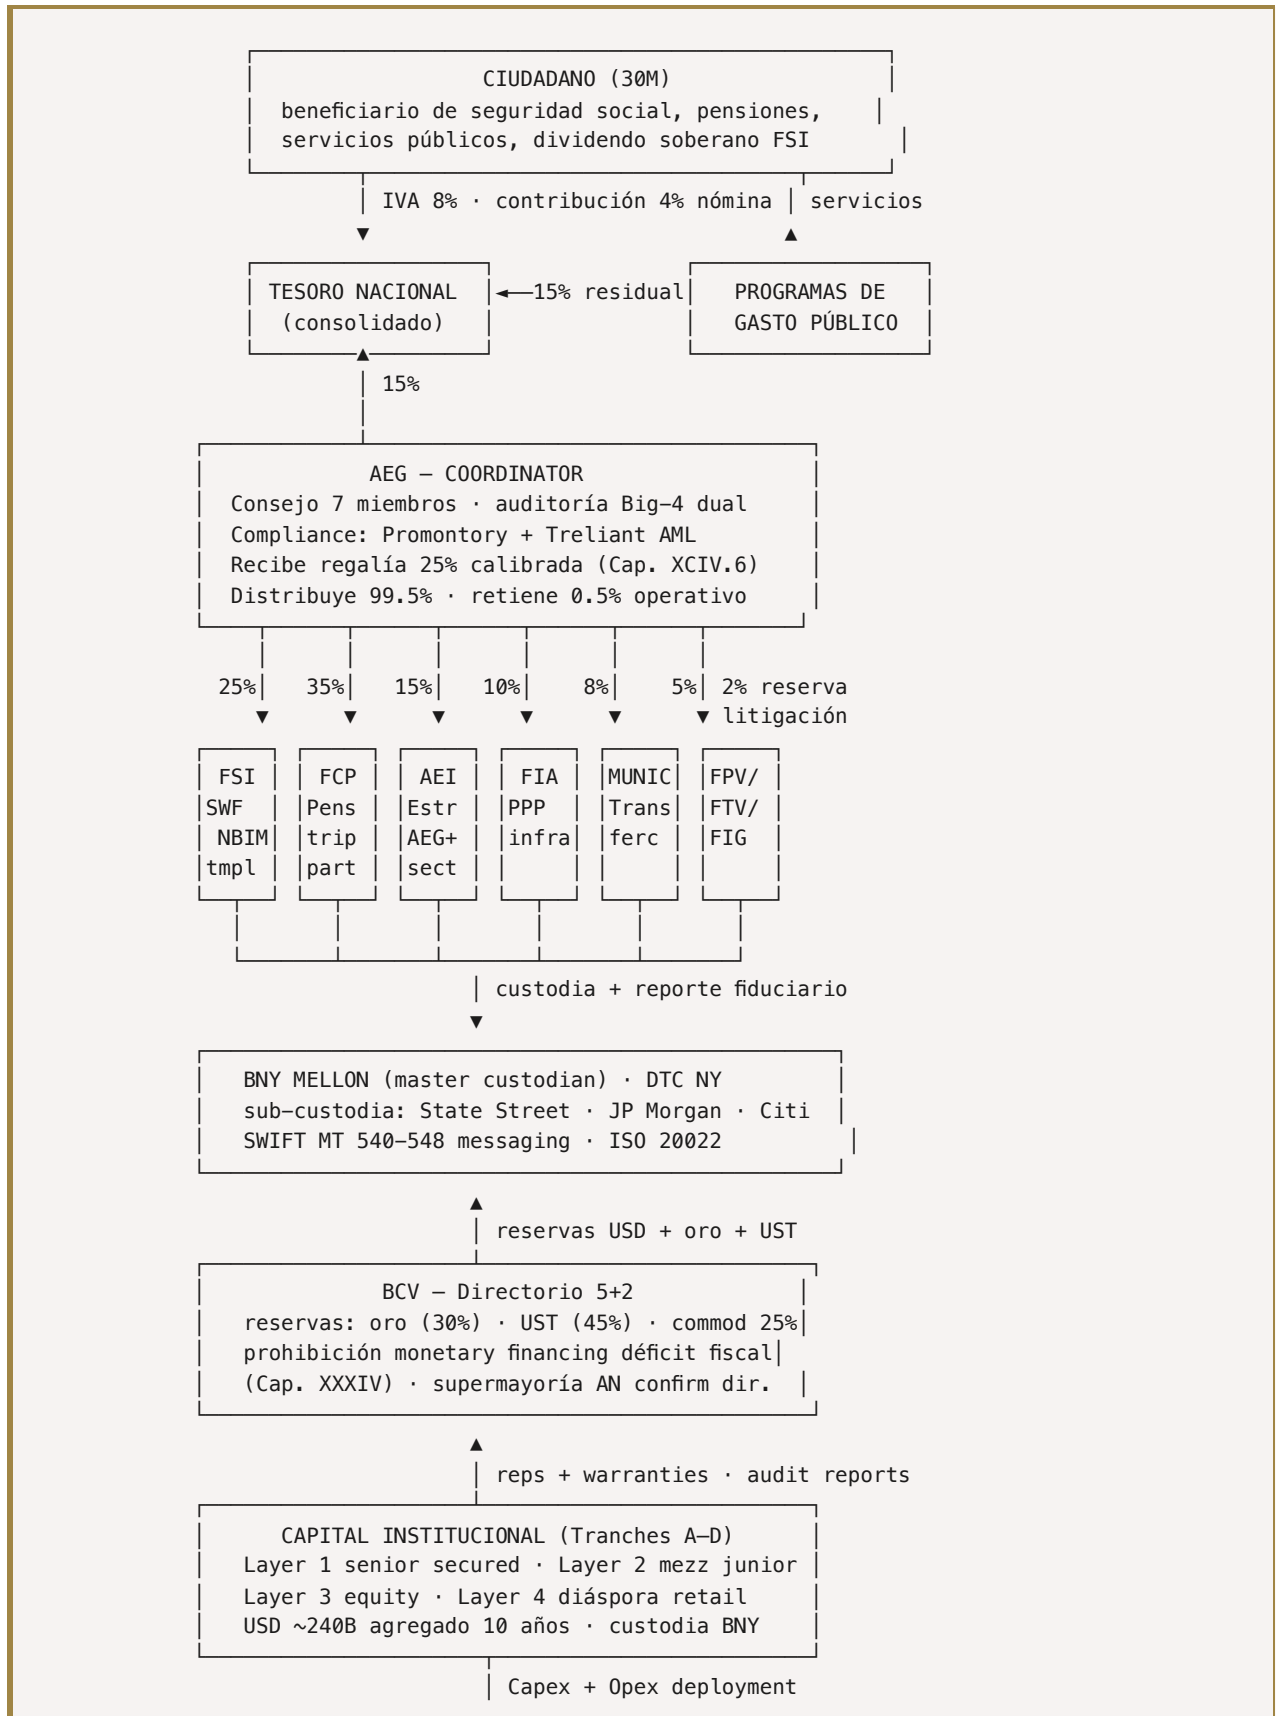 CIUDADANO (30M)
beneficiario de seguridad social, pensiones,
servicios públicos, dividendo soberano FSI
IVA 8% · contribución 4% nómina servicios
TESORO NACIONAL ◄──15% residual PROGRAMAS DE
(consolidado) GASTO PÚBLICO
15%
AEG — COORDINATOR
Consejo 7 miembros · auditoría Big-4 dual
Compliance: Promontory + Treliant AML
Recibe regalía 25% calibrada (Cap. XCIV.6)
Distribuye 99.5% · retiene 0.5% operativo
25% 35% 15% 10% 8% 5% 2% reserva
litigación
FSI FCP AEI FIA MUNIC FPV/
SWF Pens Estr PPP Trans FTV/
NBIM trip AEG+ infra ferc FIG
tmpl part sect
custodia + reporte fiduciario
BNY MELLON (master custodian) · DTC NY
sub-custodia: State Street · JP Morgan · Citi
SWIFT MT 540-548 messaging · ISO 20022
reservas USD + oro + UST
BCV — Directorio 5+2
reservas: oro (30%) · UST (45%) · commod 25%
prohibición monetary financing déficit fiscal
(Cap. XXXIV) · supermayoría AN confirm dir.
reps + warranties · audit reports
CAPITAL INSTITUCIONAL (Tranches A—D)
Layer 1 senior secured · Layer 2 mezz junior
Layer 3 equity · Layer 4 diáspora retail
USD ~240B agregado 10 años · custodia BNY
Capex + Opex deployment